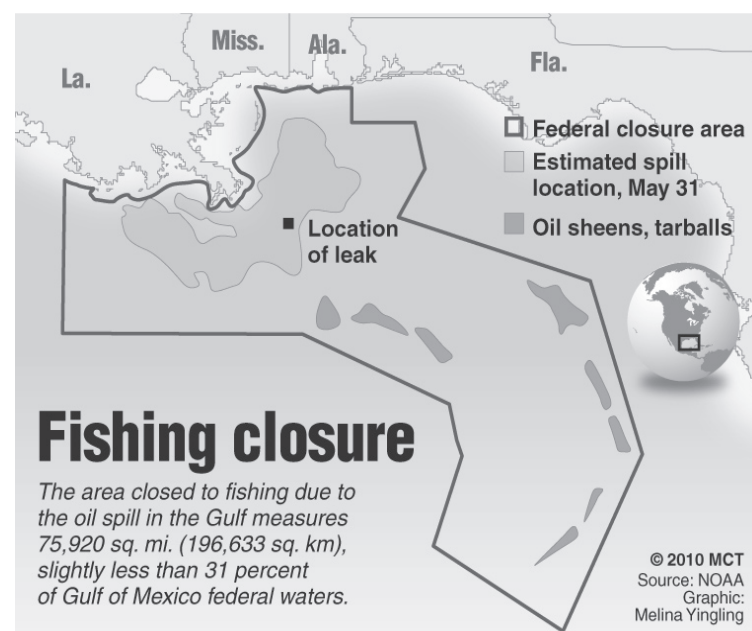 La.
Miss.
Ala.
Fla.
Federal closure area
Estimated spill
location, May 31
Oil sheens, tarballs
Location
of leak
Fishing closure
The area closed to fishing due to
the oil spill in the Gulf measures
75,920 sq. mi. (196,633 sq. km),
slightly less than 31 percent
of Gulf of Mexico federal waters.
© 2010 MCT
Source: NOAA
Graphic:
Melina Yingling